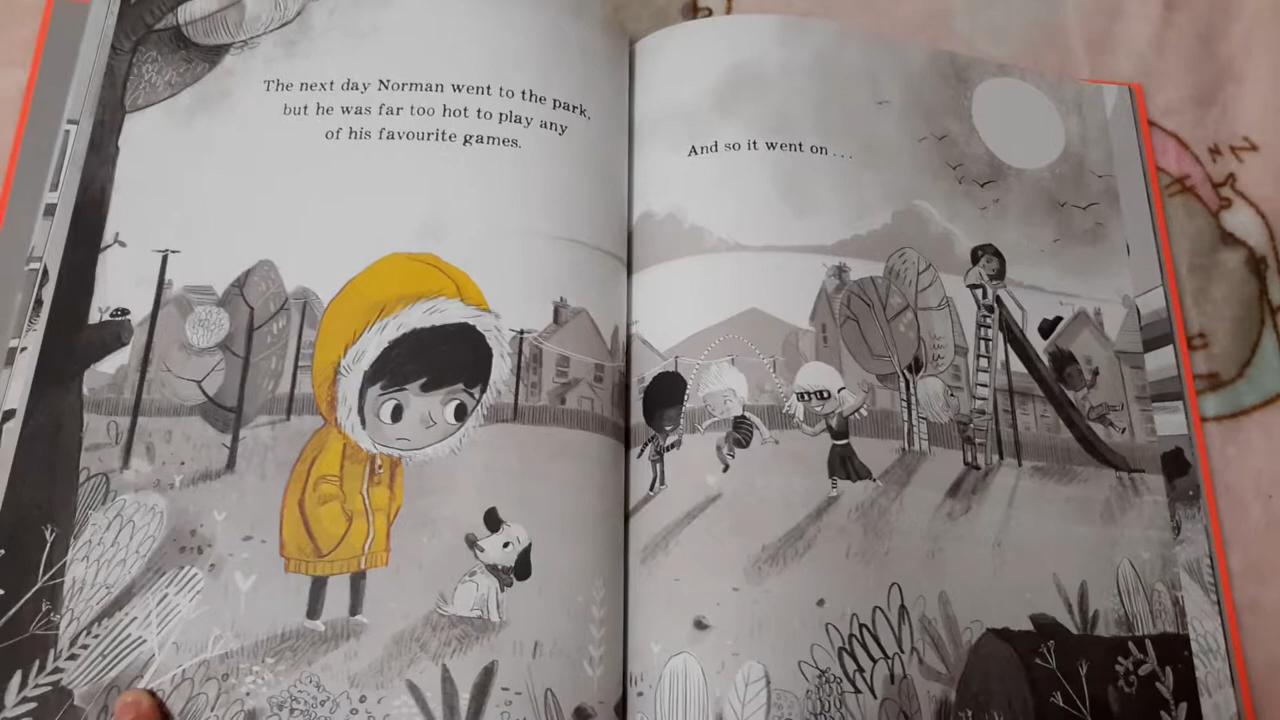 The next day Norman went to the park,
but he was far too hot to play any
of his favourite games.
And so it went on ...
Z
z